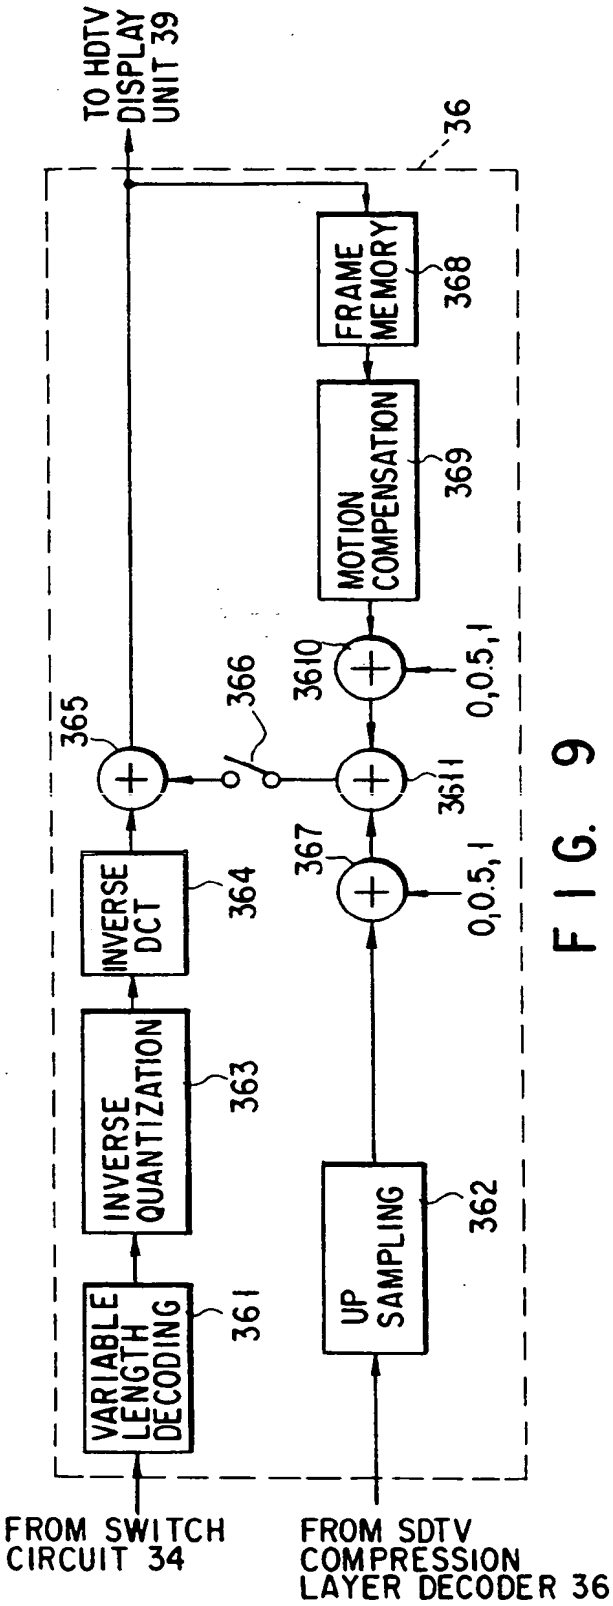 TO HDTV
DISPLAY
UNIT 39
36
365
366
364
INVERSE
DCT
363
INVERSE
QUANTIZATION
361
VARIABLE
LENGTH
DECODING
FROM SWITCH
CIRCUIT 34
FRAME
MEMORY
368
MOTION
COMPENSATION
369
3610
0,0.5,1
3611
367
0,0.5,1
UP
SAMPLING
362
FROM SDTV
COMPRESSION
LAYER DECODER 36
FIG. 9